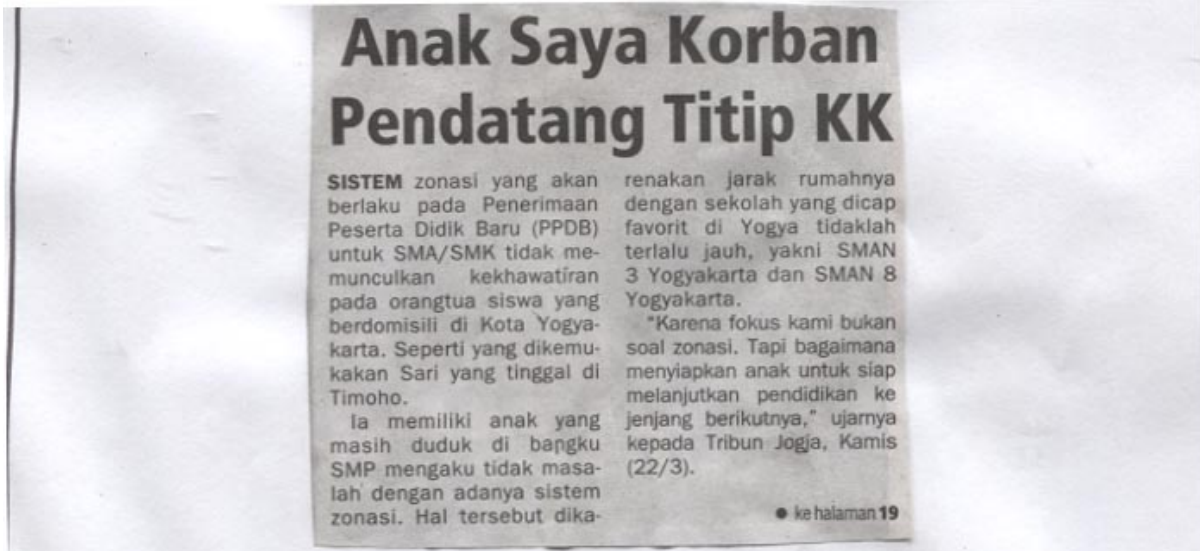 Anak Saya Korban
Pendatang Titip KK
SISTEM zonasi yang akan
berlaku pada Penerimaan
Peserta Didik Baru (PPDB)
untuk SMA/SMK tidak me-
munculkan kekhawatiran
pada orangtua siswa yang
berdomisili di Kota Yogya-
karta. Seperti yang dikemu-
kakan Sari yang tinggal di
Timoho.
Ia memiliki anak yang
masih duduk di bangku
SMP mengaku tidak masa-
lah dengan adanya sistem
zonasi. Hal tersebut dika-
renakan jarak rumahnya
dengan sekolah yang dicap
favorit di Yogya tidaklah
terlalu jauh, yakni SMAN
3 Yogyakarta dan SMAN 8
Yogyakarta.
"Karena fokus kami bukan
soal zonasi. Tapi bagaimana
menyiapkan anak untuk siap
melanjutkan pendidikan ke
jenjang berikutnya," ujarnya
kepada Tribun Jogja, Kamis
(22/3).
● ke halaman 19